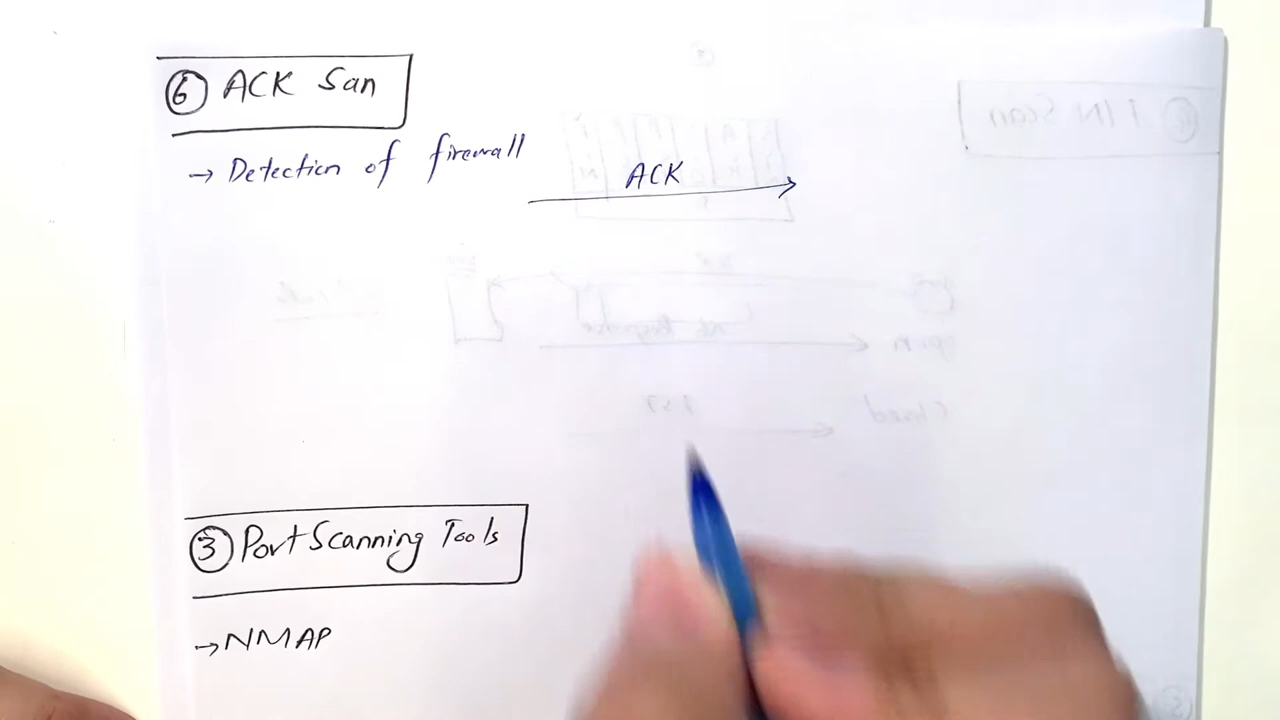 ⑥ ACK San
→ Detection of firewall
ACK
③ Port Scanning Tools
→ NMAP